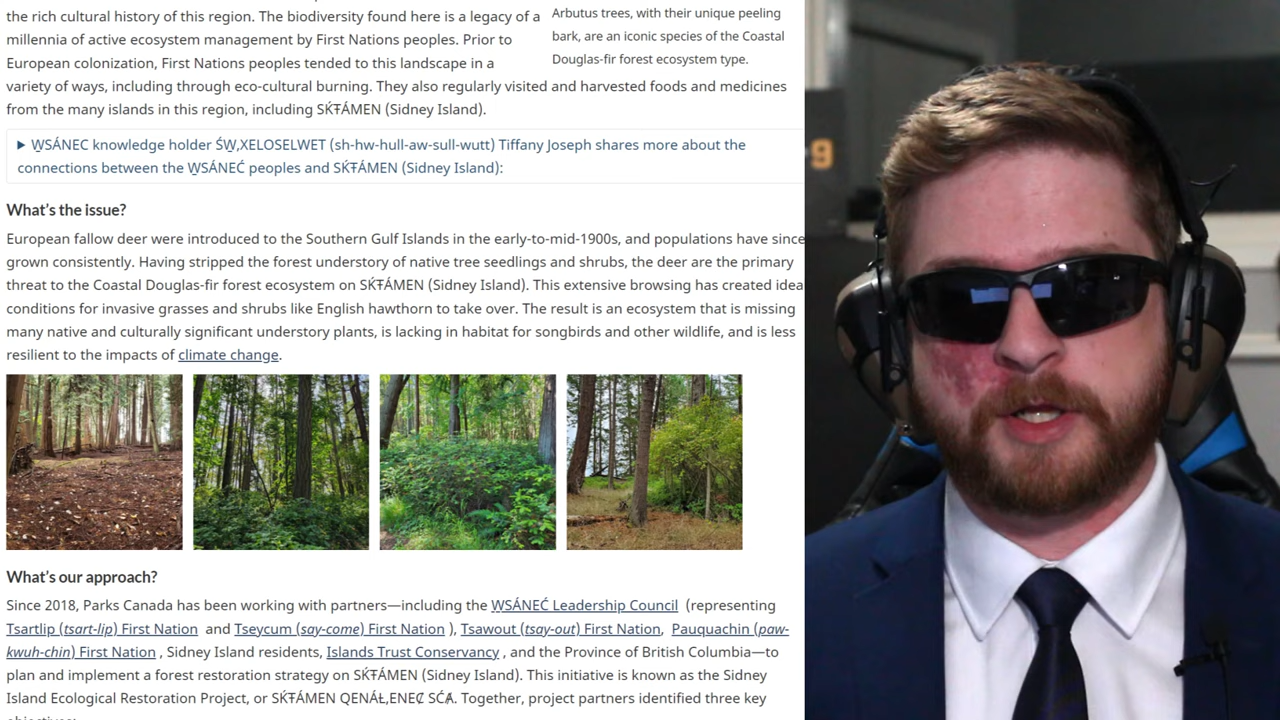 the rich cultural history of this region. The biodiversity found here is a legacy of a
millennia of active ecosystem management by First Nations peoples. Prior to
European colonization, First Nations peoples tended to this landscape in a
variety of ways, including through eco-cultural burning. They also regularly visited and harvested foods and medicines
from the many islands in this region, including SḰŦÁMEN (Sidney Island).
Arbutus trees, with their unique peeling
bark, are an iconic species of the Coastal
Douglas-fir forest ecosystem type.
▶ W̱SÁNEC knowledge holder ŚW̱,XELOSELWET (sh-hw-hull-aw-sull-wutt) Tiffany Joseph shares more about the
connections between the W̱SÁNEĆ peoples and SḰŦÁMEN (Sidney Island):
What's the issue?
European fallow deer were introduced to the Southern Gulf Islands in the early-to-mid-1900s, and populations have since
grown consistently. Having stripped the forest understory of native tree seedlings and shrubs, the deer are the primary
threat to the Coastal Douglas-fir forest ecosystem on SḰŦÁMEN (Sidney Island). This extensive browsing has created idea
conditions for invasive grasses and shrubs like English hawthorn to take over. The result is an ecosystem that is missing
many native and culturally significant understory plants, is lacking in habitat for songbirds and other wildlife, and is less
resilient to the impacts of climate change.
What's our approach?
Since 2018, Parks Canada has been working with partners—including the W̱SÁNEĆ Leadership Council (representing
Tsartlip (tsart-lip) First Nation and Tseycum (say-come) First Nation ), Tsawout (tsay-out) First Nation, Pauquachin (paw-
kwuh-chin) First Nation , Sidney Island residents, Islands Trust Conservancy , and the Province of British Columbia—to
plan and implement a forest restoration strategy on SḰŦÁMEN (Sidney Island). This initiative is known as the Sidney
Island Ecological Restoration Project, or SḰŦÁMEN QENÁŁ,ENEȻ SĆȺ. Together, project partners identified three key
9